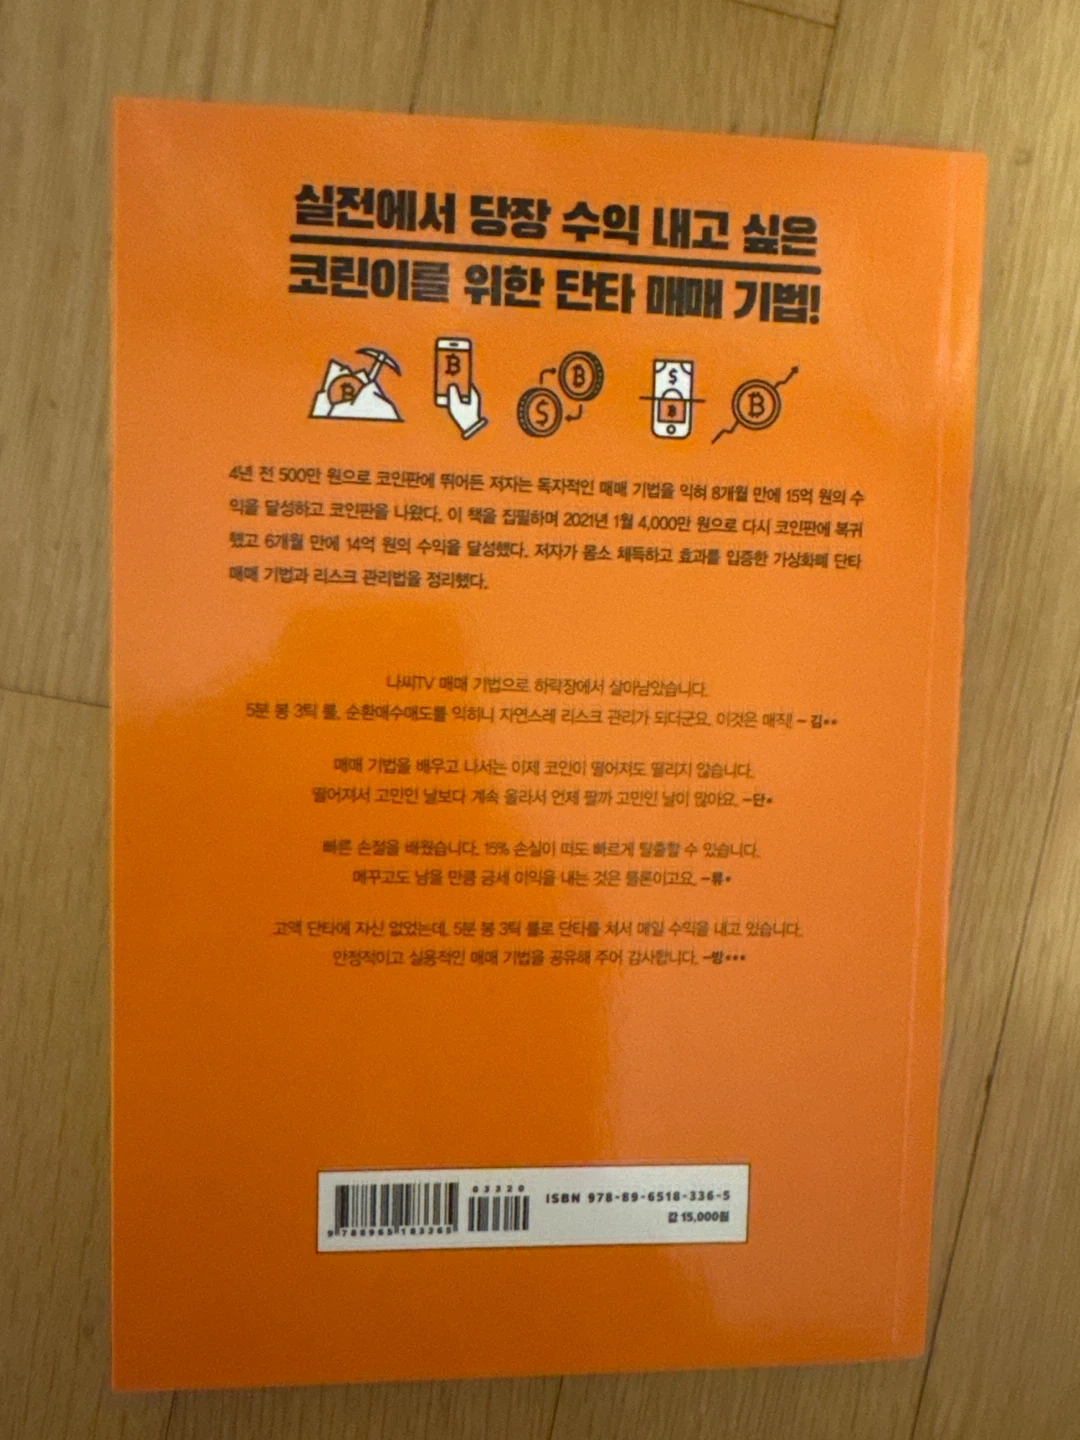 실전에서 당장 수익 내고 싶은
코린이를 위한 단타 매매 기법!
4년 전 500만 원으로 코인판에 뛰어든 저자는 독자적인 매매 기법을 익혀 8개월 만에 15억 원의 수
익을 달성하고 코인판을 나왔다. 이 책을 집필하며 2021년 1월 4,000만 원으로 다시 코인판에 복귀
했고 6개월 만에 14억 원의 수익을 달성했다. 저자가 몸소 체득하고 효과를 입증한 가상화폐 단타
매매 기법과 리스크 관리법을 정리했다.
나씨TV 매매 기법으로 하락장에서 살아남았습니다.
5분 봉 3틱 룰, 순환매수매도를 익히니 자연스레 리스크 관리가 되더군요. 이것은 매직! - 김**
매매 기법을 배우고 나서는 이제 코인이 떨어져도 떨리지 않습니다.
떨어져서 고민인 날보다 계속 올라서 언제 팔까 고민인 날이 많아요. -단*
빠른 손절을 배웠습니다. 15% 손실이 떠도 빠르게 탈출할 수 있습니다.
메꾸고도 남을 만큼 금세 이익을 내는 것은 물론이고요. -류*
고액 단타에 자신 없었는데, 5분 봉 3틱 룰로 단타를 쳐서 매일 수익을 내고 있습니다.
안정적이고 실용적인 매매 기법을 공유해 주어 감사합니다. -방***
03320
ISBN 978-89-6518-336-5
값 15,000원
9 788965 183365